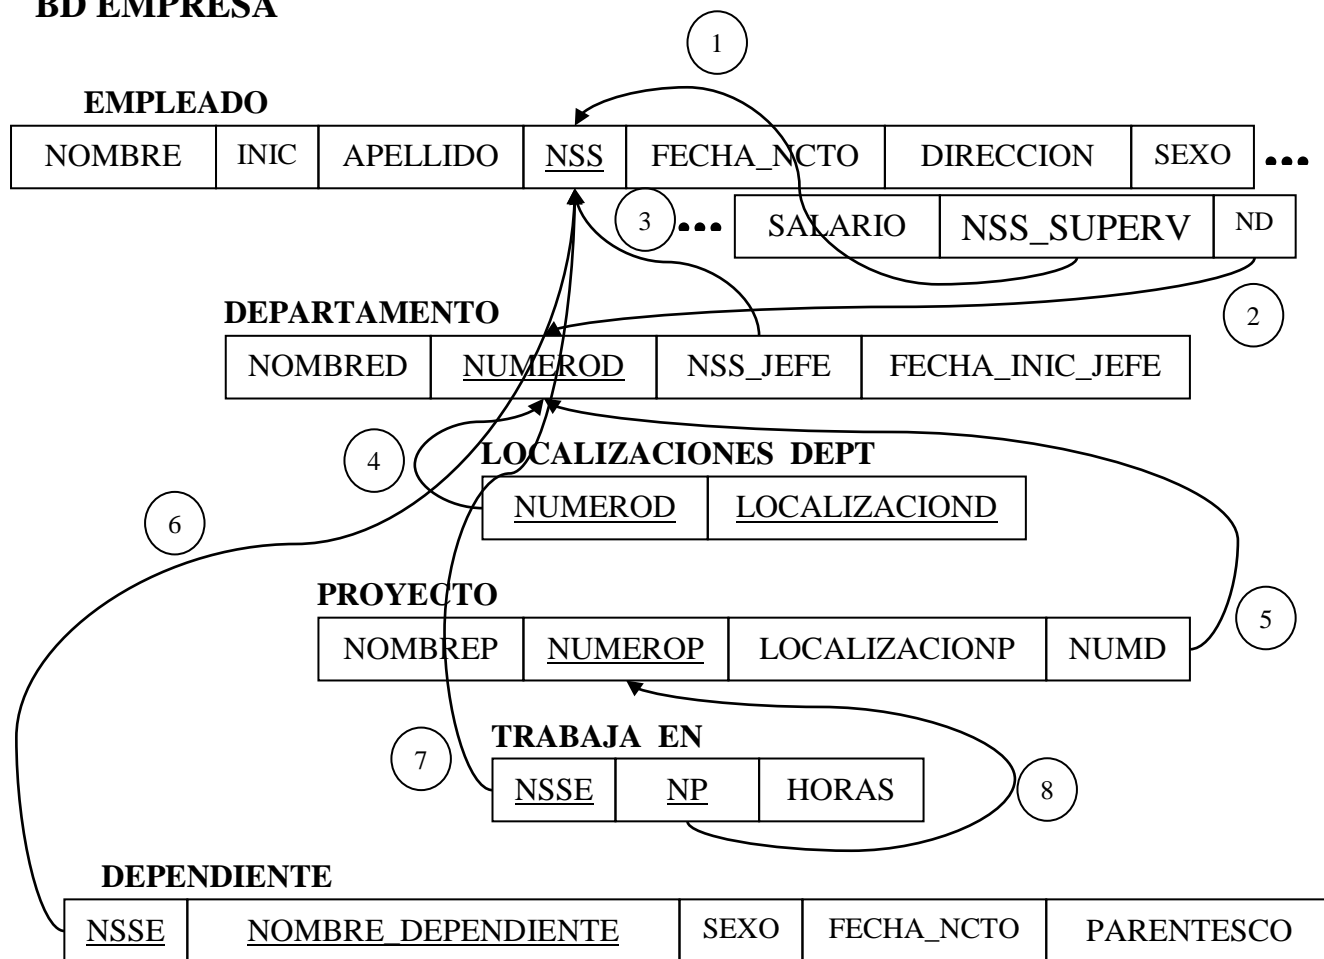 BD EMPRESA
1
EMPLEADO
NOMBRE INIC APELLIDO NSS FECHA_NCTO DIRECCION SEXO ...
3 ... SALARIO NSS_SUPERV ND
2
DEPARTAMENTO
NOMBRED NUMEROD NSS_JEFE FECHA_INIC_JEFE
4
LOCALIZACIONES DEPT
NUMEROD LOCALIZACIOND
6
PROYECTO
5
NOMBREP NUMEROP LOCALIZACIONP NUMD
TRABAJA EN
7
NSSE NP HORAS
8
DEPENDIENTE
NSSE NOMBRE_DEPENDIENTE SEXO FECHA_NCTO PARENTESCO